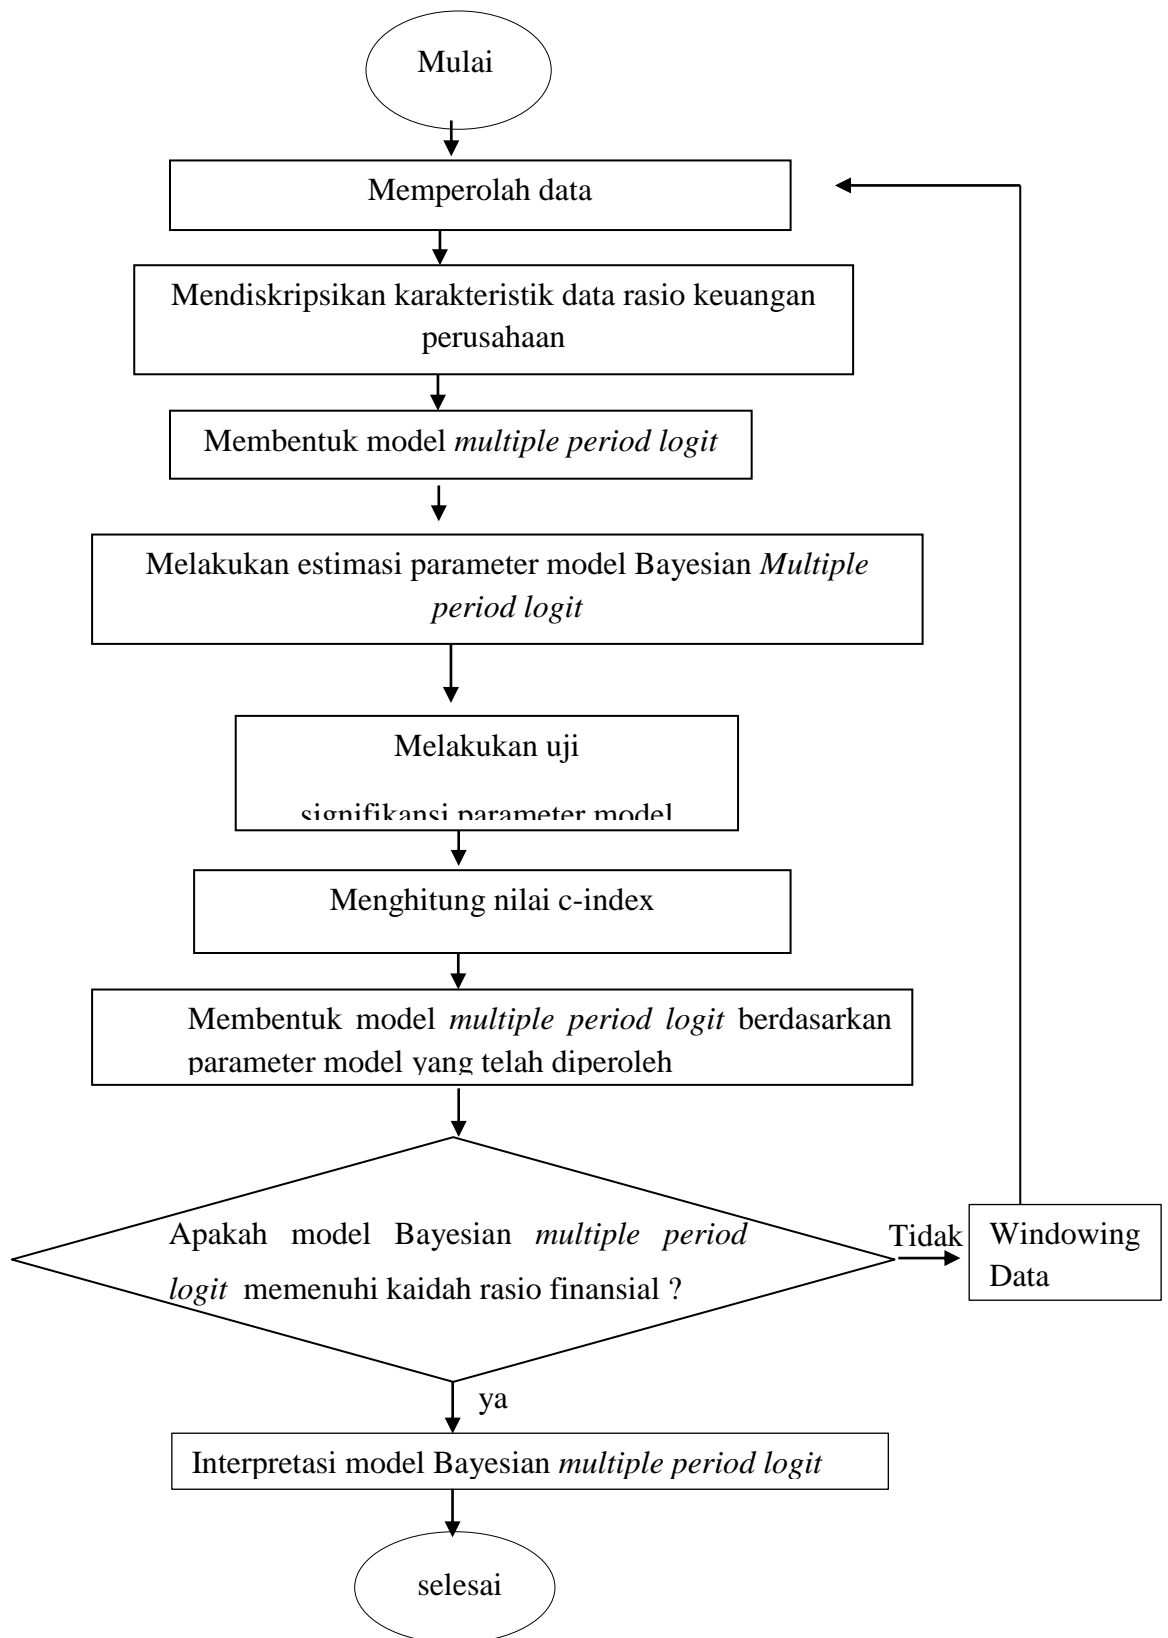 Mulai
Memperolah data
Mendiskripsikan karakteristik data rasio keuangan
perusahaan
Membentuk model multiple period logit
Melakukan estimasi parameter model Bayesian Multiple
period logit
Melakukan uji
signifikansi parameter model
Menghitung nilai c-index
Membentuk model multiple period logit berdasarkan
parameter model yang telah diperoleh
Apakah model Bayesian multiple period
logit memenuhi kaidah rasio finansial ?
Tidak
Windowing
Data
ya
Interpretasi model Bayesian multiple period logit
selesai